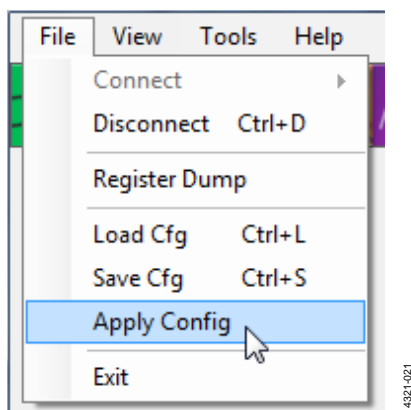 File View Tools Help
Connect
Disconnect Ctrl+D
Register Dump
Load Cfg Ctrl+L
Save Cfg Ctrl+S
Apply Config
Exit
4321-021